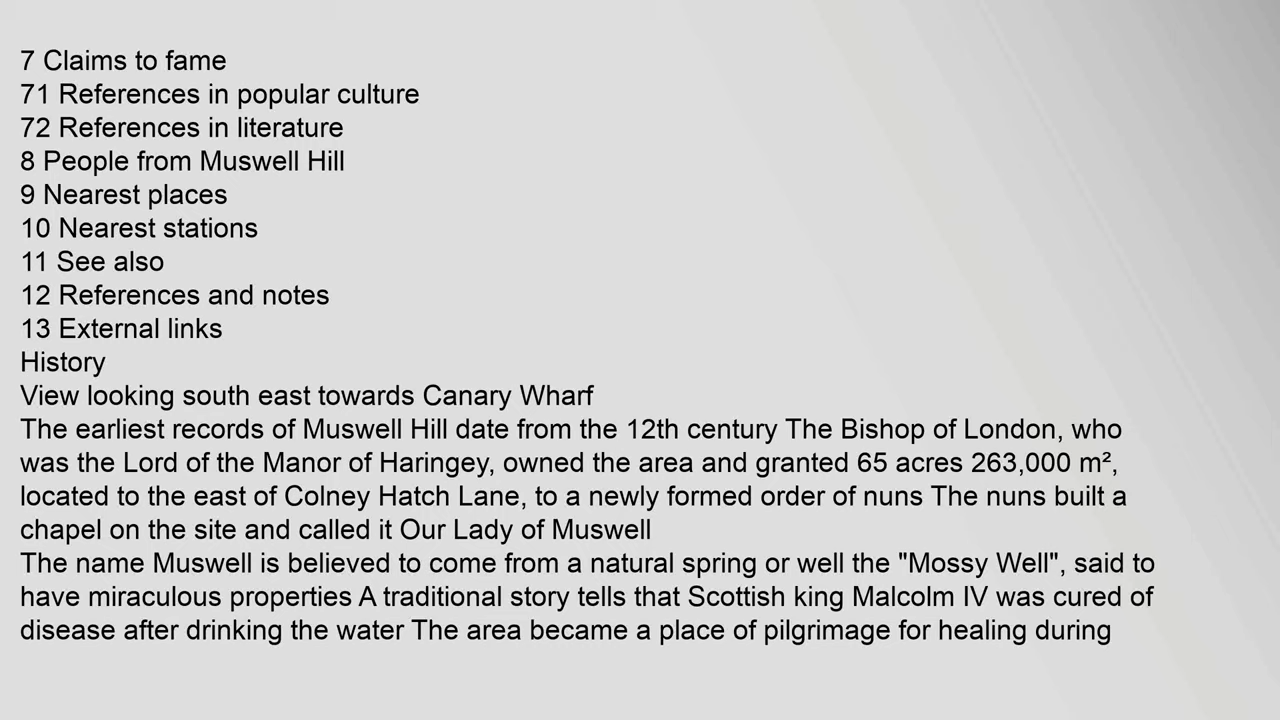 7 Claims to fame
71 References in popular culture
72 References in literature
8 People from Muswell Hill
9 Nearest places
10 Nearest stations
11 See also
12 References and notes
13 External links
History
View looking south east towards Canary Wharf
The earliest records of Muswell Hill date from the 12th century The Bishop of London, who
was the Lord of the Manor of Haringey, owned the area and granted 65 acres 263,000 m²,
located to the east of Colney Hatch Lane, to a newly formed order of nuns The nuns built a
chapel on the site and called it Our Lady of Muswell
The name Muswell is believed to come from a natural spring or well the "Mossy Well", said to
have miraculous properties A traditional story tells that Scottish king Malcolm IV was cured of
disease after drinking the water The area became a place of pilgrimage for healing during